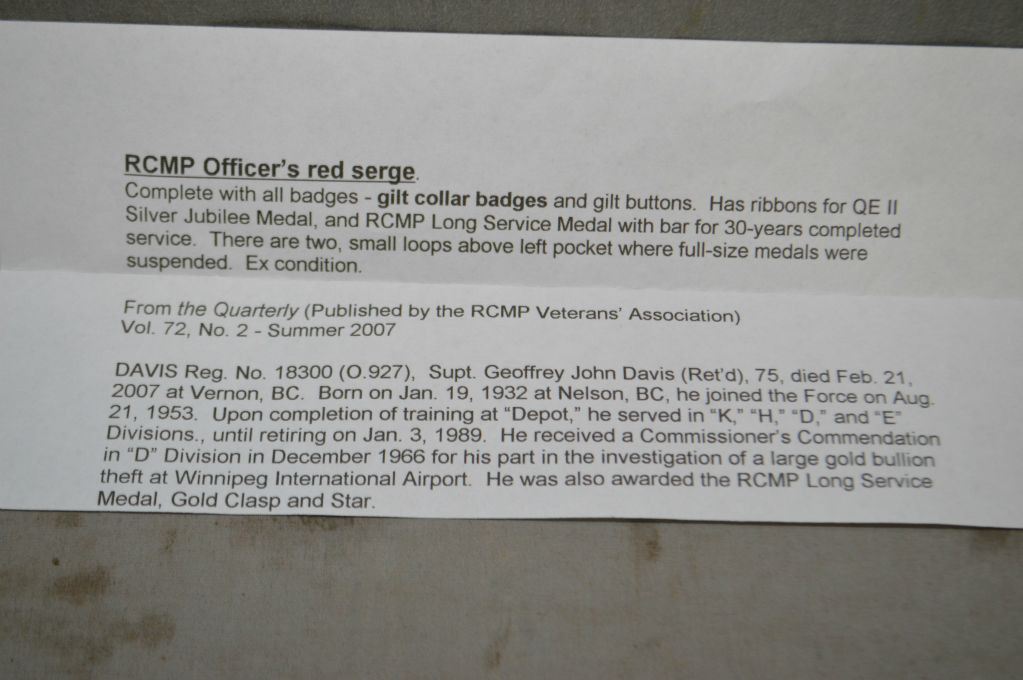 RCMP Officer's red serge.
Complete with all badges - gilt collar badges and gilt buttons. Has ribbons for QE II
Silver Jubilee Medal, and RCMP Long Service Medal with bar for 30-years completed
service. There are two, small loops above left pocket where full-size medals were
suspended. Ex condition.
From the Quarterly (Published by the RCMP Veterans' Association)
Vol. 72, No. 2 - Summer 2007
DAVIS Reg. No. 18300 (O.927), Supt. Geoffrey John Davis (Ret'd), 75, died Feb. 21,
2007 at Vernon, BC. Born on Jan. 19, 1932 at Nelson, BC, he joined the Force on Aug.
21, 1953. Upon completion of training at "Depot," he served in "K," "H," "D," and "E"
Divisions., until retiring on Jan. 3, 1989. He received a Commissioner's Commendation
in "D" Division in December 1966 for his part in the investigation of a large gold bullion
theft at Winnipeg International Airport. He was also awarded the RCMP Long Service
Medal, Gold Clasp and Star.